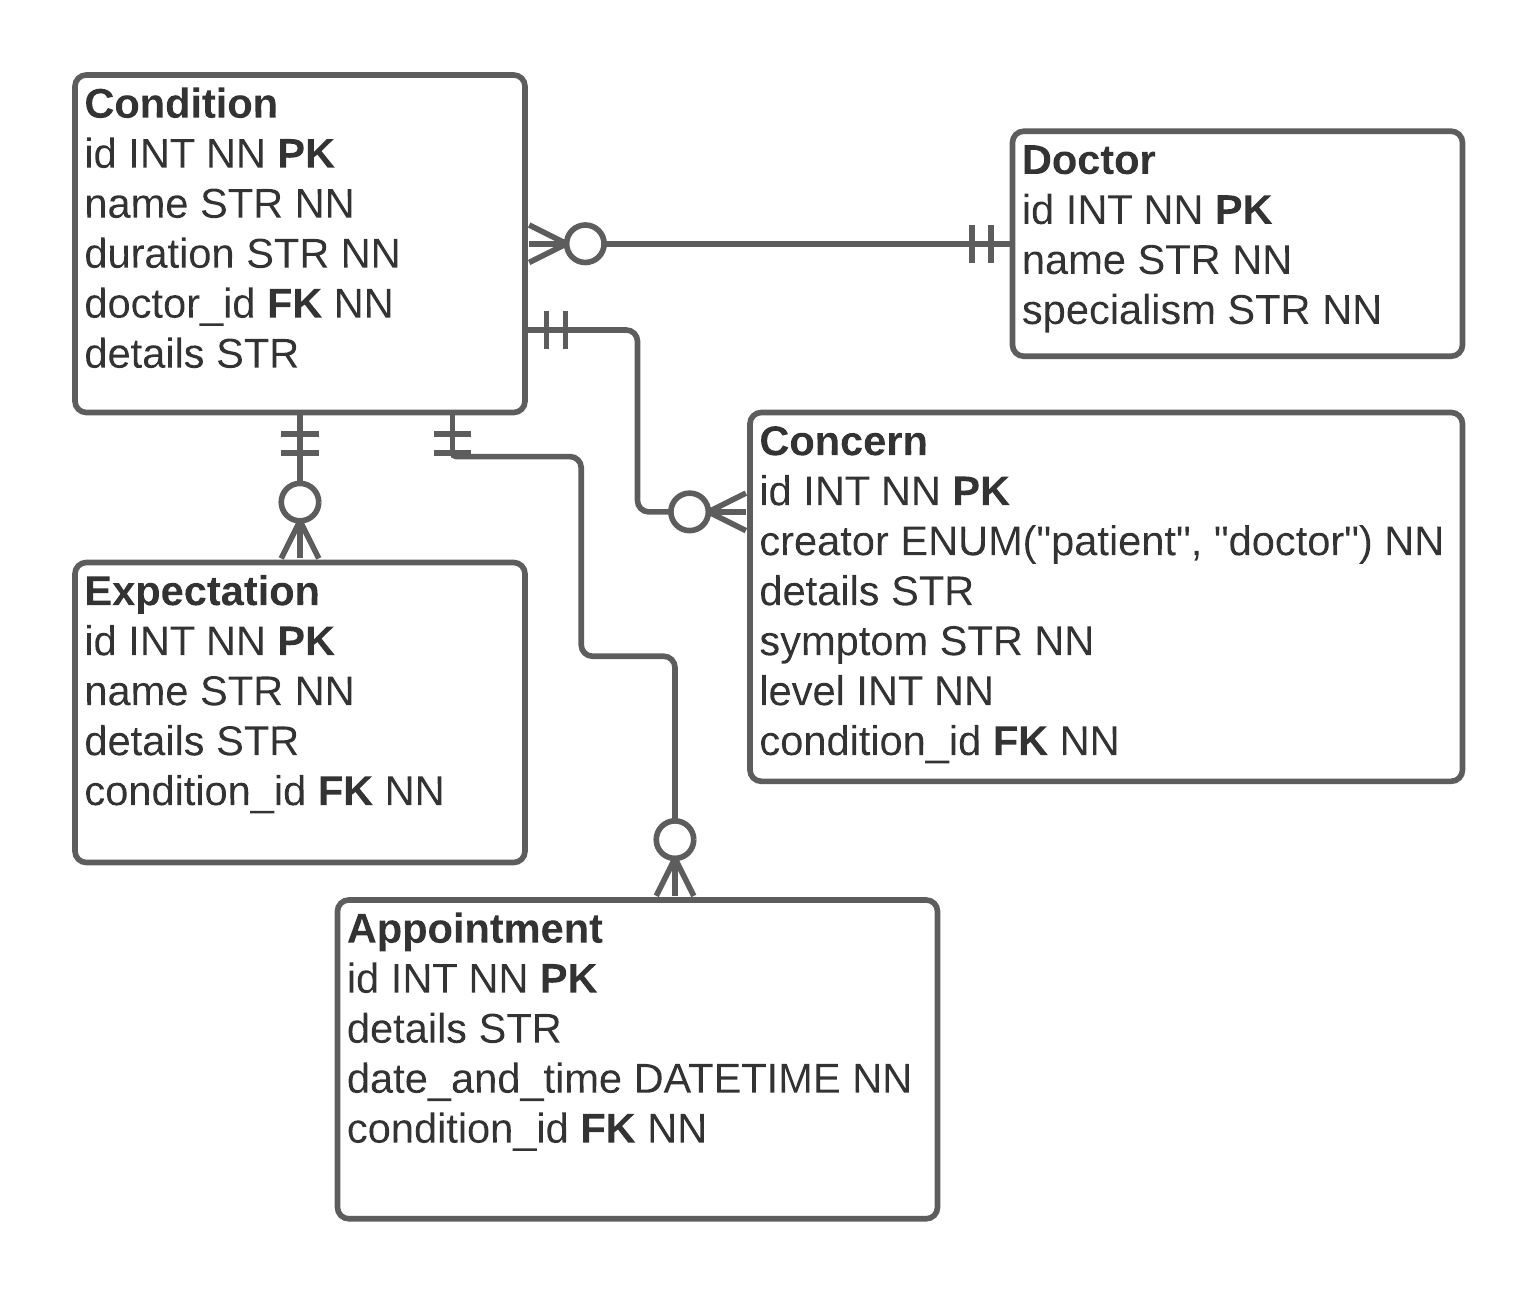 Condition
id INT NN PK
name STR NN
duration STR NN
doctor_id FK NN
details STR
Doctor
id INT NN PK
name STR NN
specialism STR NN
Concern
id INT NN PK
creator ENUM("patient", "doctor") NN
details STR
symptom STR NN
level INT NN
condition_id FK NN
Expectation
id INT NN PK
name STR NN
details STR
condition_id FK NN
Appointment
id INT NN PK
details STR
date_and_time DATETIME NN
condition_id FK NN